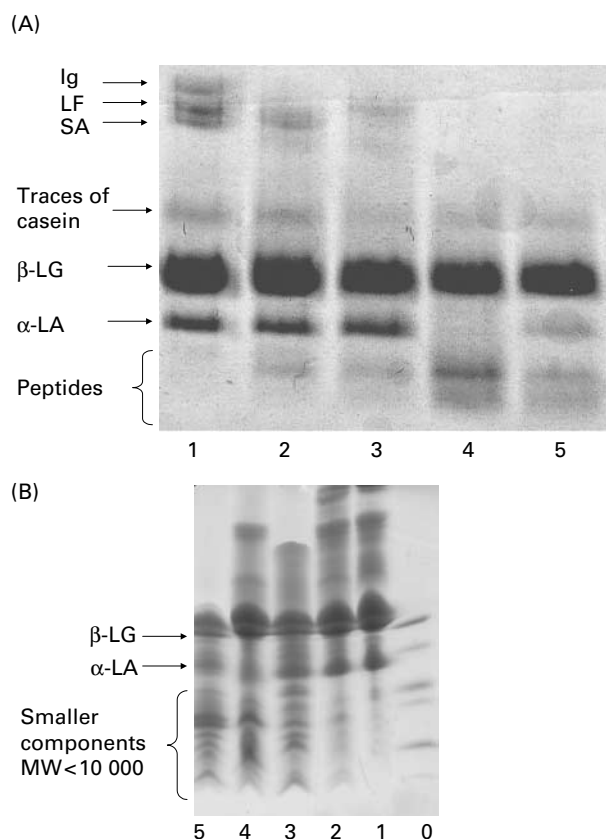 (A)
Ig
LF
SA
Traces of
casein
β-LG
α-LA
Peptides
1 2 3 4 5
(B)
β-LG
α-LA
Smaller
components
MW<10 000
5 4 3 2 1 0